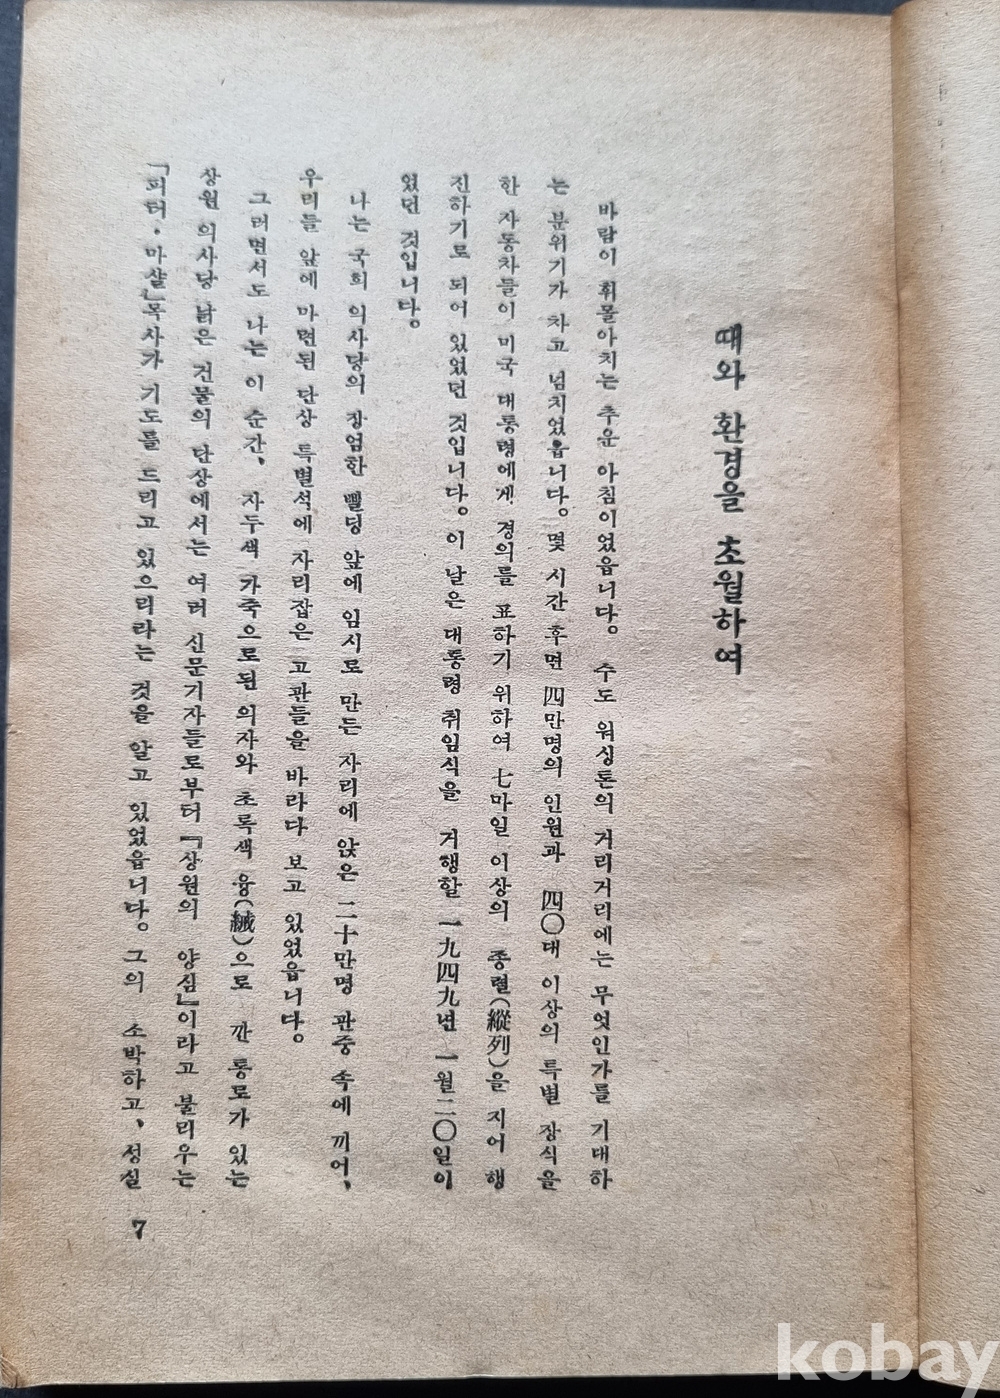 때와 환경을 초월하여
바람이 휘몰아치는 추운 아침이었읍니다. 수도 워싱톤의 거리거리에는 무엇인가를 기대하
는 분위기가 차고 넘치었읍니다. 몇 시간 후면 四만명의 인원과 四〇대 이상의 특별 장식을
한 자동차들이 미국 대통령에게 경의를 표하기 위하여 七마일 이상의 종렬(縱列)을 지어 행
진하기로 되어 있었던 것입니다. 이 날은 대통령 취임식을 거행할 一九四九년 一월二〇일이
었던 것입니다.
나는 국회 의사당의 장엄한 삘딩 앞에 임시로 만든 자리에 앉은 二十만명 관중 속에 끼어,
우리들 앞에 마련된 단상 특별석에 자리잡은 고관들을 바라다 보고 있었읍니다.
그러면서도 나는 이 순간, 자두색 가죽으로된 의자와 초록색 융(絨)으로 깐 통로가 있는
상원 의사당 낡은 건물의 단상에서는 여러 신문기자들로부터 『상원의 양심』이라고 불리우는
「피터·마샬」목사가 기도를 드리고 있으리라는 것을 알고 있었읍니다. 그의 소박하고, 성실
7
kobay